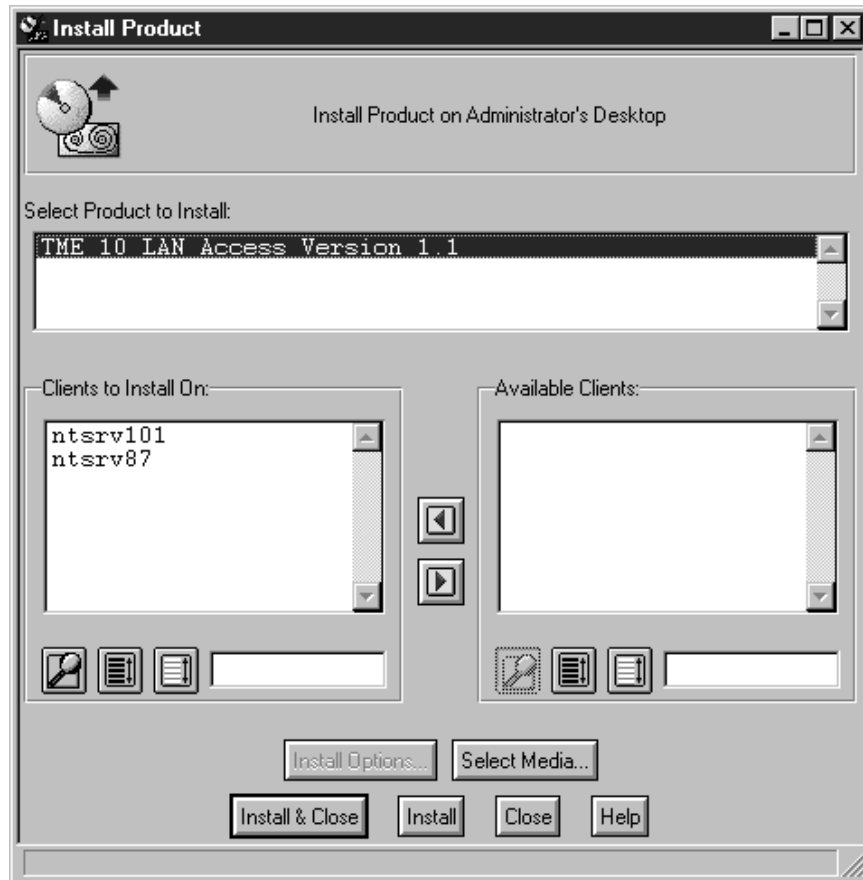 Install Product
Install Product on Administrator's Desktop
Select Product to Install:
TME 10 LAN Access Version 1.1
Clients to Install On:
Available Clients:
ntsrv101
ntsrv87
Install Options...
Select Media...
Install & Close
Install
Close
Help